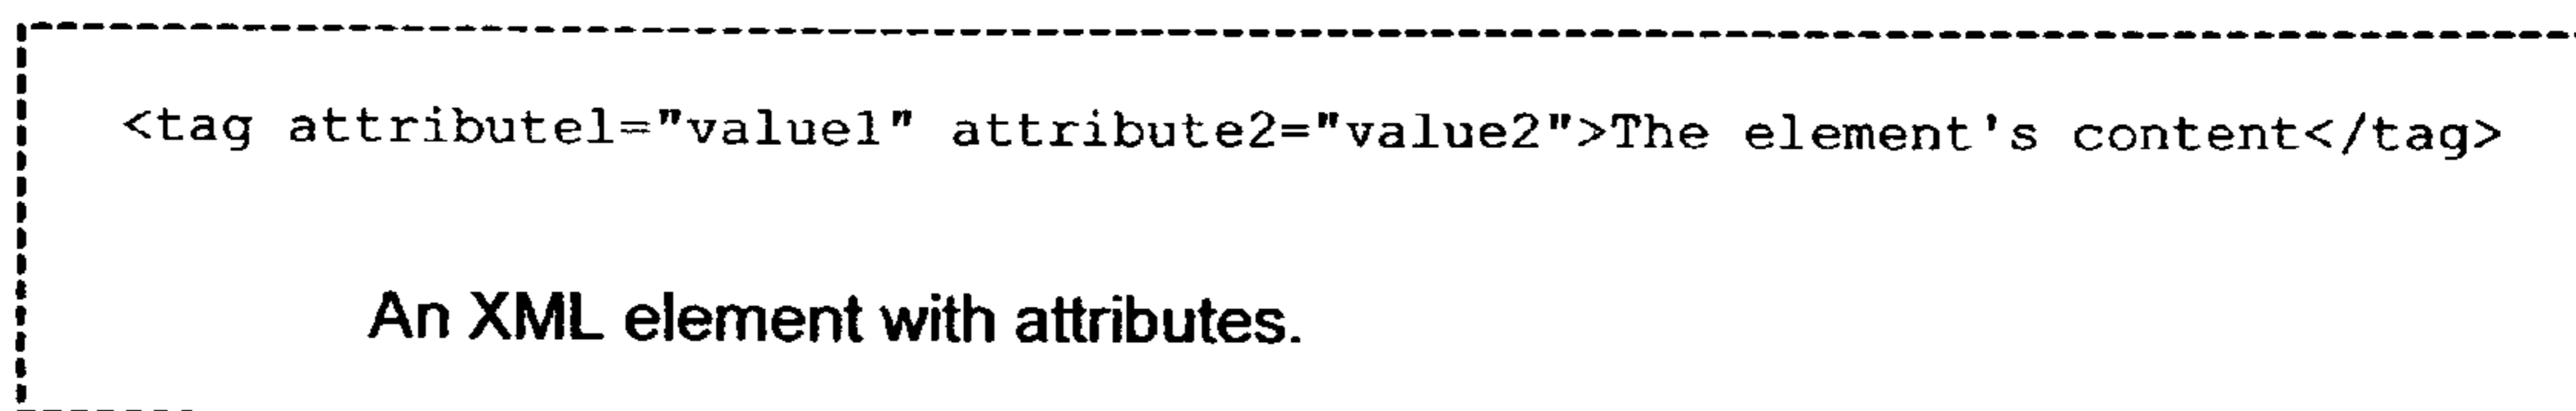 <tag attribute1="value1" attribute2="value2">The element's content</tag>
An XML element with attributes.